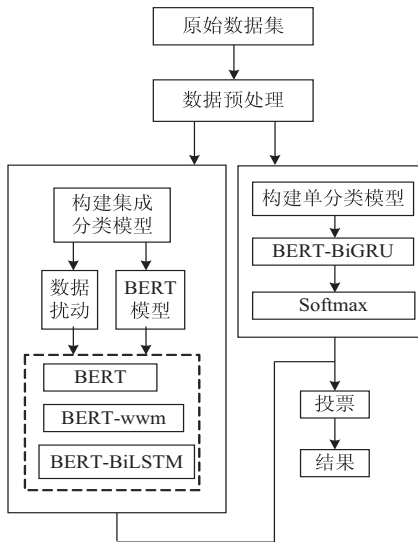 原始数据集
数据预处理
构建集成
分类模型
数据
扰动
BERT
模型
BERT
BERT-wwm
BERT-BiLSTM
构建单分类模型
BERT-BiGRU
Softmax
投票
结果